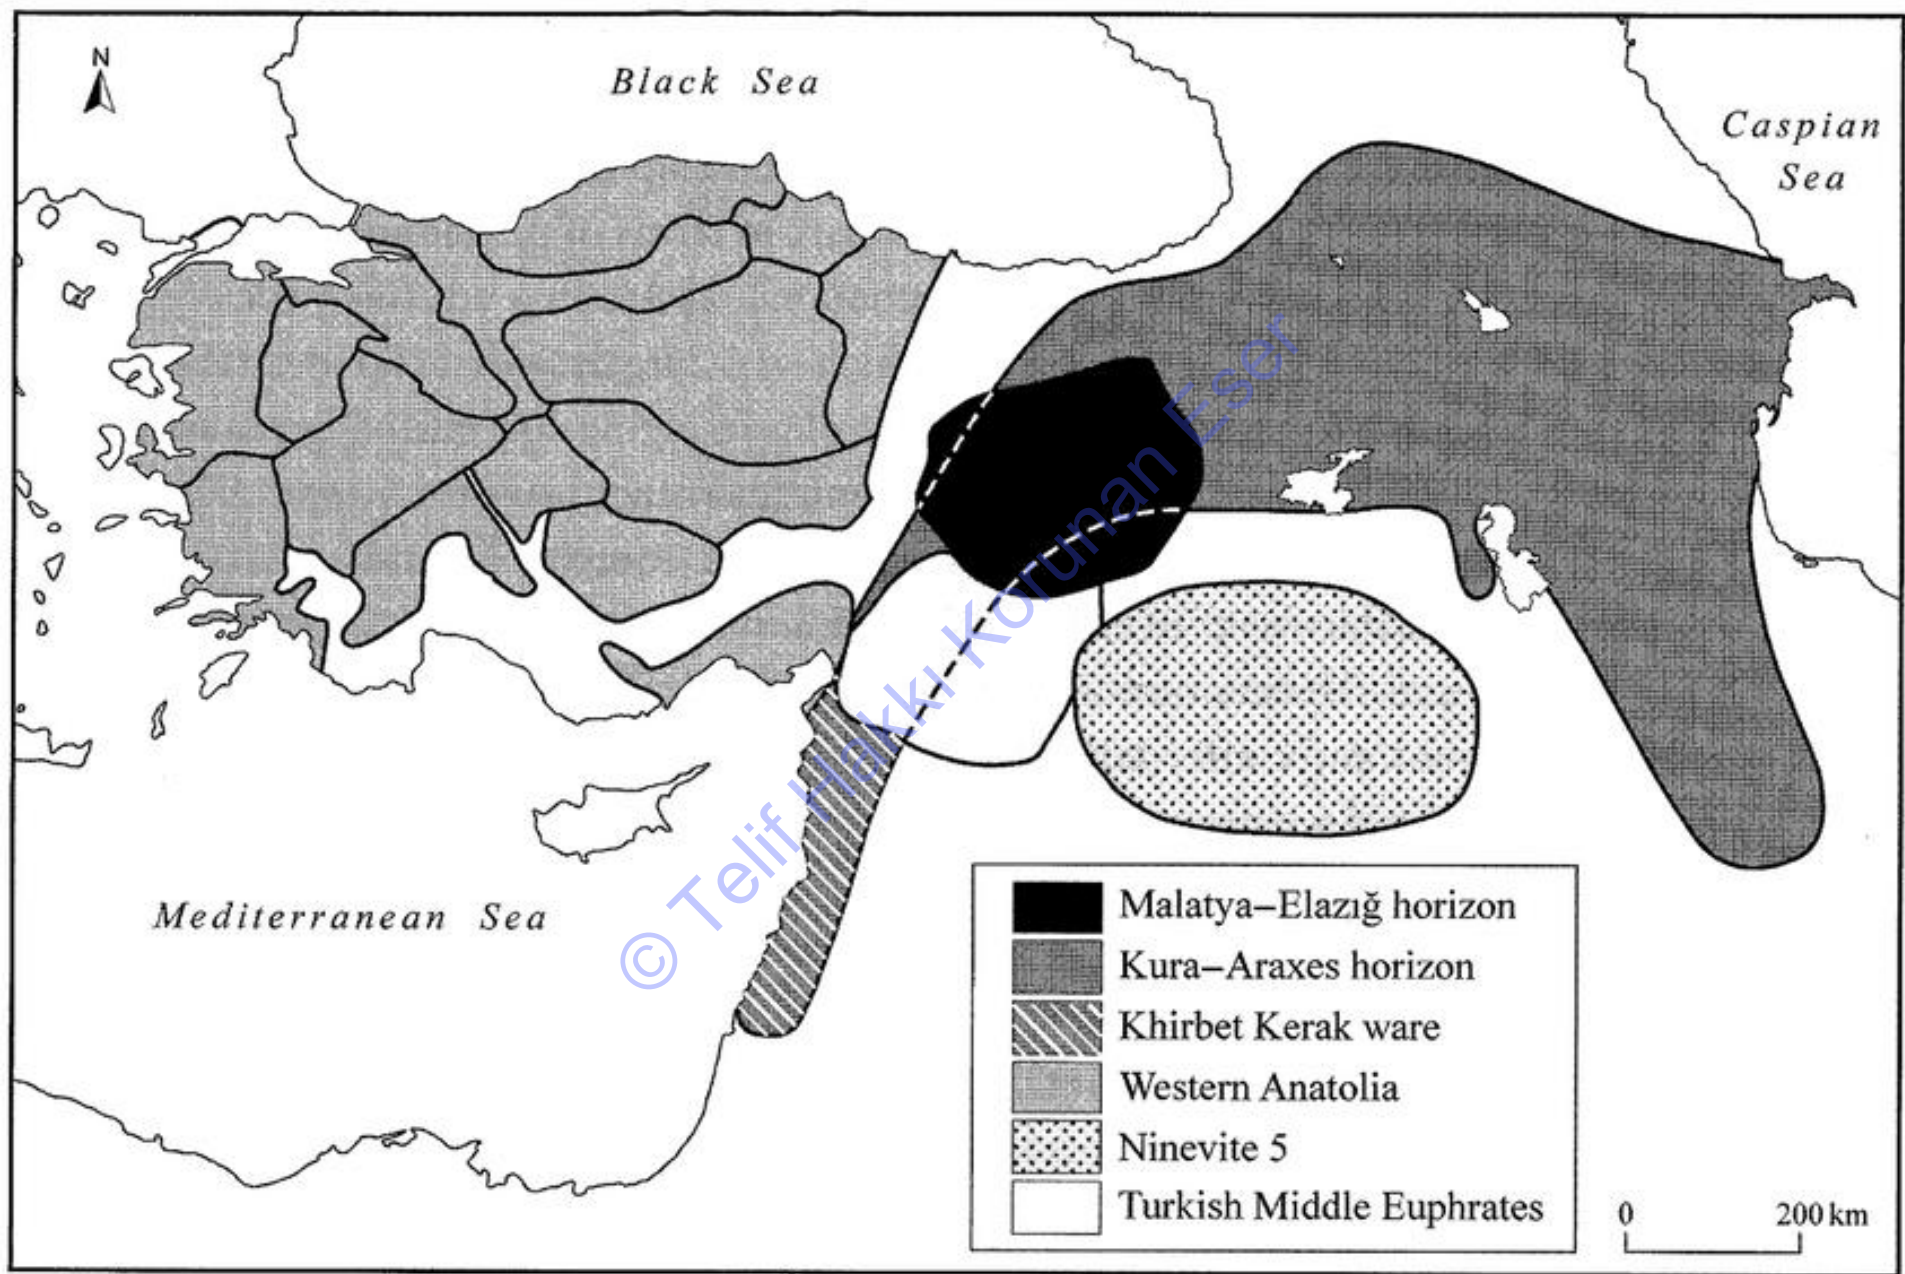 N
Black Sea
Caspian
Sea
Mediterranean Sea
Malatya–Elazığ horizon
Kura–Araxes horizon
Khirbet Kerak ware
Western Anatolia
Ninevite 5
Turkish Middle Euphrates
0 200 km
© Telif Hakkı Korunan Eser